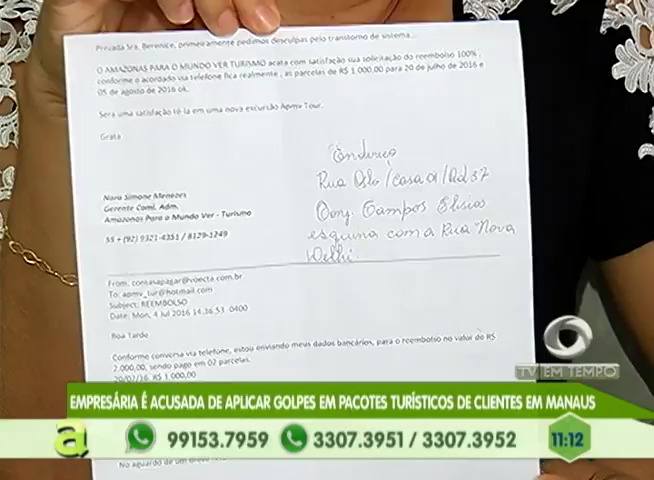 Prezada Sra. Berenice, primeiramente pedimos desculpas pelo transtorno de sistema...
O AMAZONAS PARA O MUNDO VER TURISMO acata com satisfação sua solicitação do reembolso 100% ,
conforme o acordado via telefone fica realmente , as parcelas de R$ 1 000,00 para 20 de julho de 2016 e
05 de agosto de 2016 ok.
Sera uma satisfação tê-la em uma nova excursão Apmv Tour.
Grata
Endereço
Rua Oslo/casa 01/Qd 37
Conj. Campos Elísios
esquina com a Rua Nova
Delhi.
Nara Simone Menezes
Gerente Coml. Adm.
Amazonas Para o Mundo Ver - Turismo
55 + (92) 9321-4351 / 8129-1249
From: contasapagar@voecta.com.br
To: apmv_tur@hotmail.com
Subject: REEMBOLSO
Date: Mon, 4 Jul 2016 14:36:53 -0400
Boa Tarde
Conforme conversa via telefone, estou enviando meus dados bancários, para o reembolso no valor de R$
2.000,00, sendo pago em 02 parcelas.
20/07/16- R$ 1.000,00
TV EM TEMPO
EMPRESÁRIA É ACUSADA DE APLICAR GOLPES EM PACOTES TURÍSTICOS DE CLIENTES EM MANAUS
a 99153.7959 3307.3951 / 3307.3952 11:12
No aguardo de um